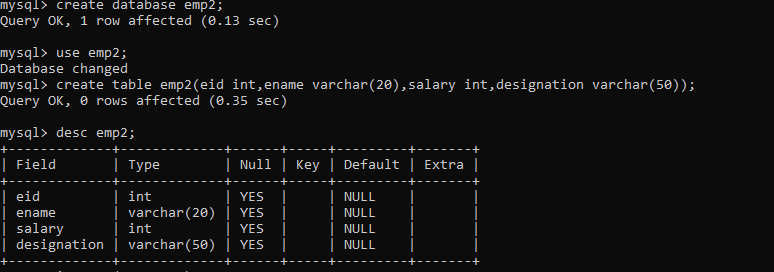 mysql> create database emp2;
Query OK, 1 row affected (0.13 sec)
mysql> use emp2;
Database changed
mysql> create table emp2(eid int,ename varchar(20),salary int,designation varchar(50));
Query OK, 0 rows affected (0.35 sec)
mysql> desc emp2;
+-------------+-------------+------+-----+---------+-------+
| Field       | Type        | Null | Key | Default | Extra |
+-------------+-------------+------+-----+---------+-------+
| eid         | int         | YES  |     | NULL    |       |
| ename       | varchar(20) | YES  |     | NULL    |       |
| salary      | int         | YES  |     | NULL    |       |
| designation | varchar(50) | YES  |     | NULL    |       |
+-------------+-------------+------+-----+---------+-------+